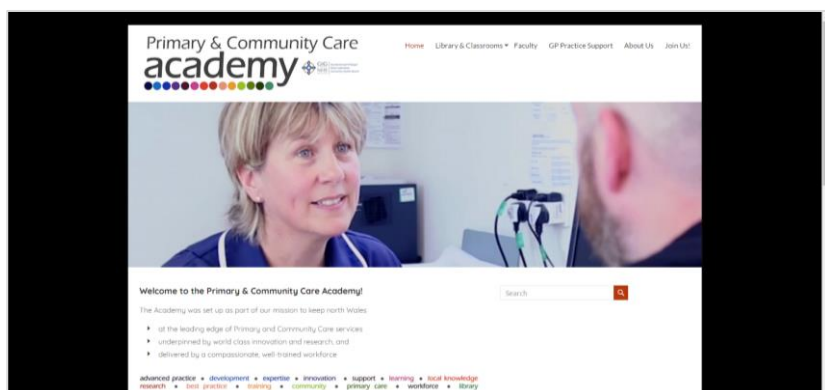 Primary & Community Care
academy
GIG
NHS
Home Library & Classrooms Faculty GP Practice Support About Us Join Us!
Welcome to the Primary & Community Care Academy!
Search
The Academy was set up as part of our mission to keep north Wales
at the leading edge of Primary and Community Care services
underpinned by world class innovation and research, and
delivered by a compassionate, well-trained workforce
advanced practice • development • expertise • innovation • support • learning • local knowledge
research • best practice • training • community • primary care • workforce • library